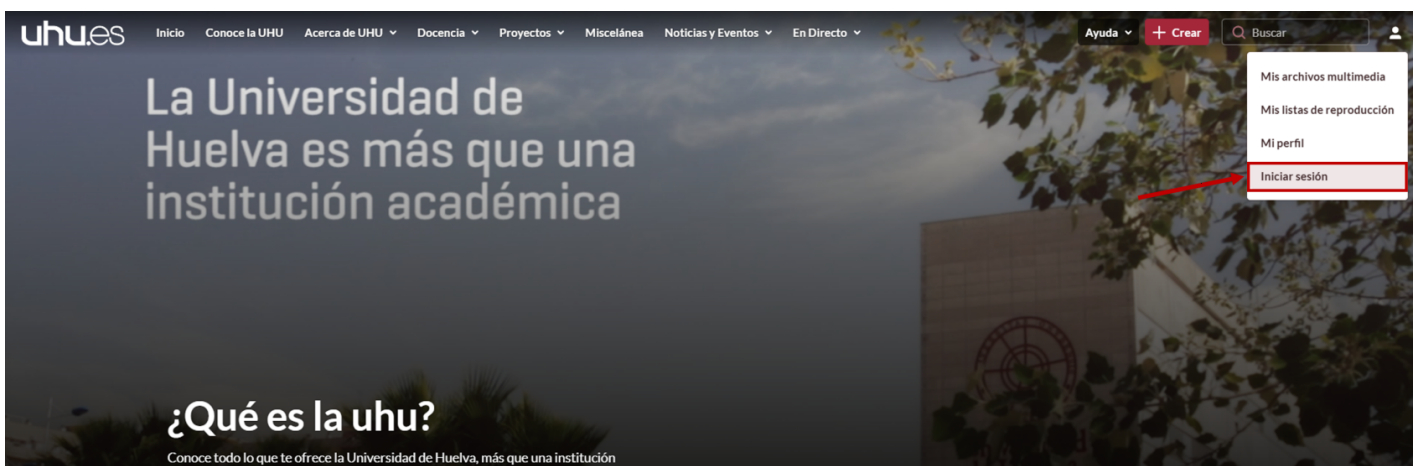 uhu.es
Inicio Conoce la UHU Acerca de UHU Docencia Proyectos Miscelánea Noticias y Eventos En Directo Ayuda + Crear Buscar
Mis archivos multimedia
Mis listas de reproducción
Mi perfil
Iniciar sesión
La Universidad de
Huelva es más que una
institución académica
¿Qué es la uhu?
Conoce todo lo que te ofrece la Universidad de Huelva, más que una institución